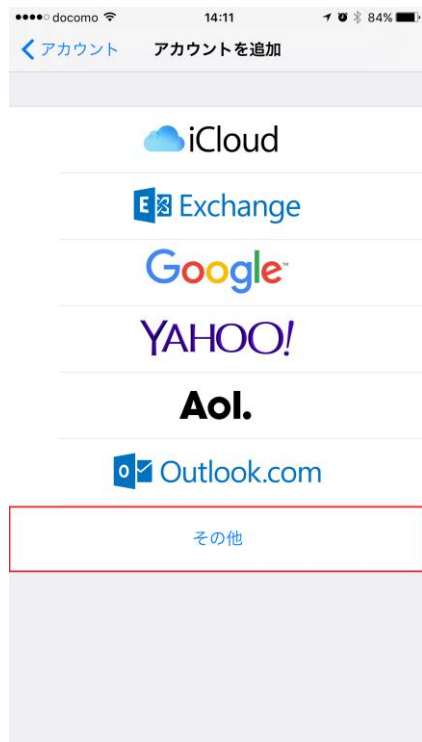 docomo 14:11 84%
アカウント アカウントを追加
iCloud
E Exchange
Google™
YAHOO!
Aol.
o Outlook.com
その他